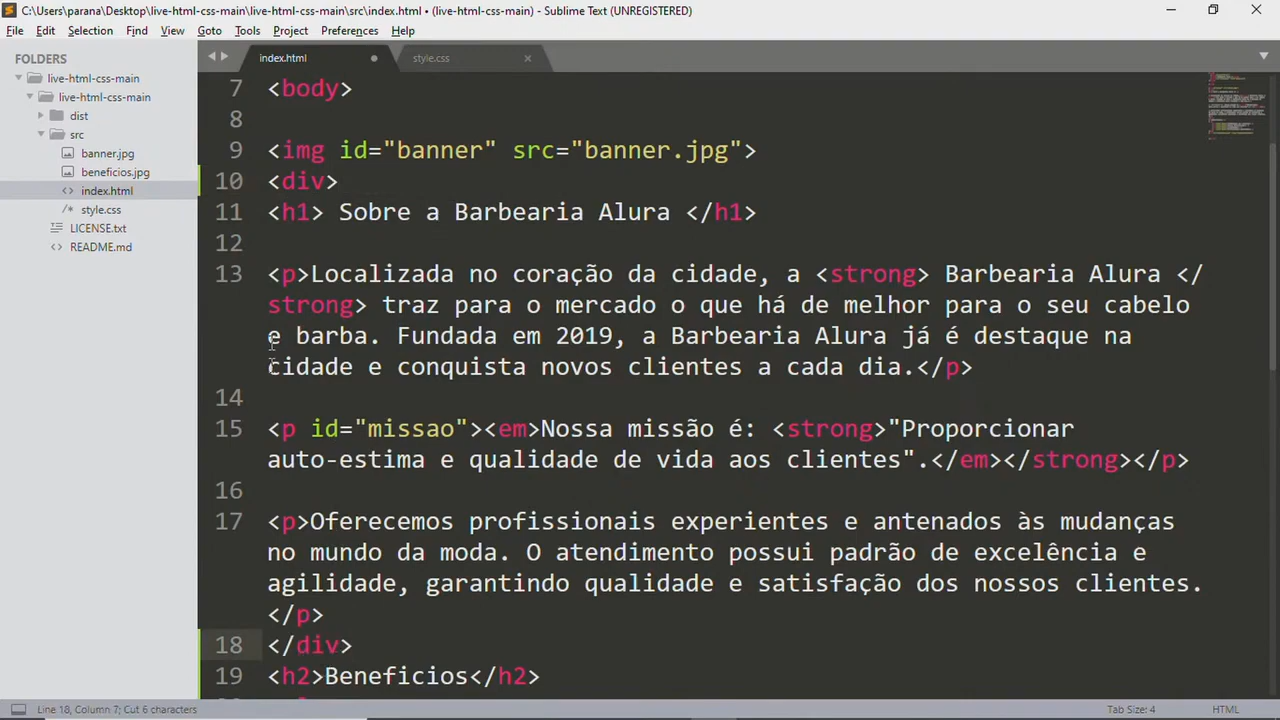 C:\Users\parana\Desktop\live-html-css-main\live-html-css-main\src\index.html • (live-html-css-main) - Sublime Text (UNREGISTERED)
File Edit Selection Find View Goto Tools Project Preferences Help
FOLDERS
live-html-css-main
live-html-css-main
dist
src
banner.jpg
beneficios.jpg
index.html
style.css
LICENSE.txt
README.md
index.html style.css
7 <body>
8
9 <img id="banner" src="banner.jpg">
10 <div>
11 <h1> Sobre a Barbearia Alura </h1>
12
13 <p>Localizada no coração da cidade, a <strong> Barbearia Alura </
strong> traz para o mercado o que há de melhor para o seu cabelo
e barba. Fundada em 2019, a Barbearia Alura já é destaque na
cidade e conquista novos clientes a cada dia.</p>
14
15 <p id="missao"><em>Nossa missão é: <strong>"Proporcionar
auto-estima e qualidade de vida aos clientes".</em></strong></p>
16
17 <p>Oferecemos profissionais experientes e antenados às mudanças
no mundo da moda. O atendimento possui padrão de excelência e
agilidade, garantindo qualidade e satisfação dos nossos clientes.
</p>
18 </div>
19 <h2>Beneficios</h2>
Line 18, Column 7; Cut 6 characters Tab Size: 4 HTML